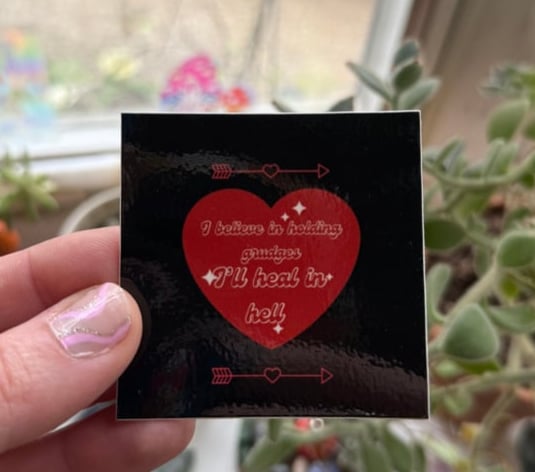 I believe in holding
grudges
I'll heal in
hell